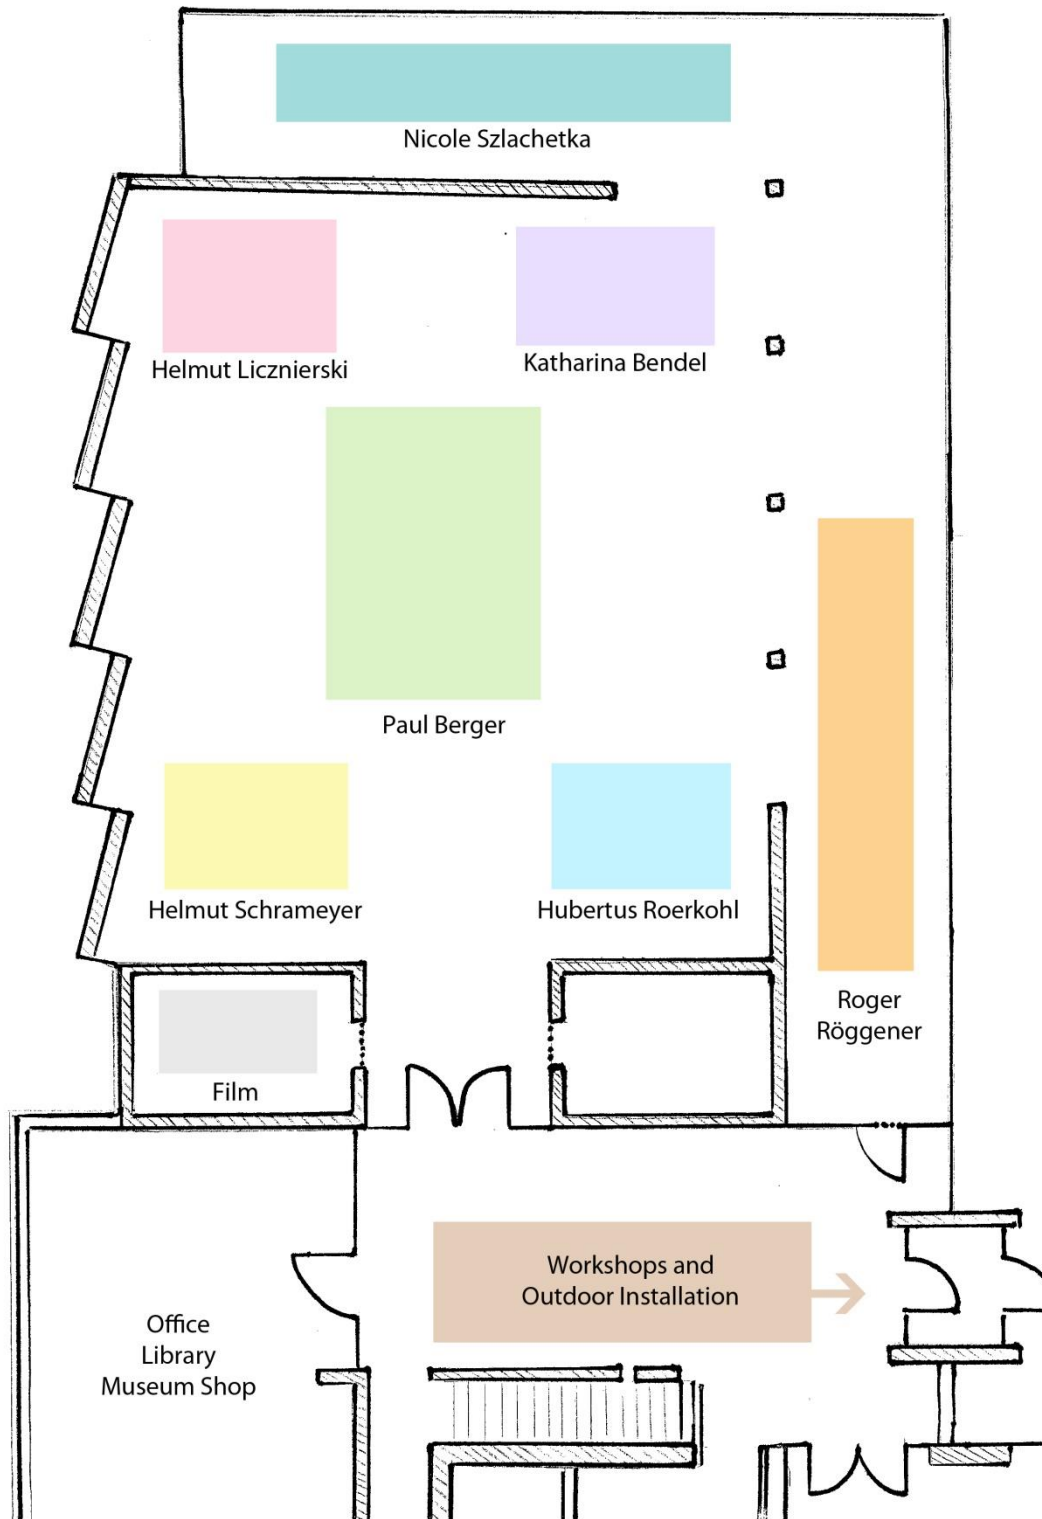 Nicole Szlachetka
Helmut Licznierski
Katharina Bendel
Paul Berger
Helmut Schrameyer
Hubertus Roerkohl
Roger
Röggener
Film
Workshops and
Outdoor Installation
Office
Library
Museum Shop